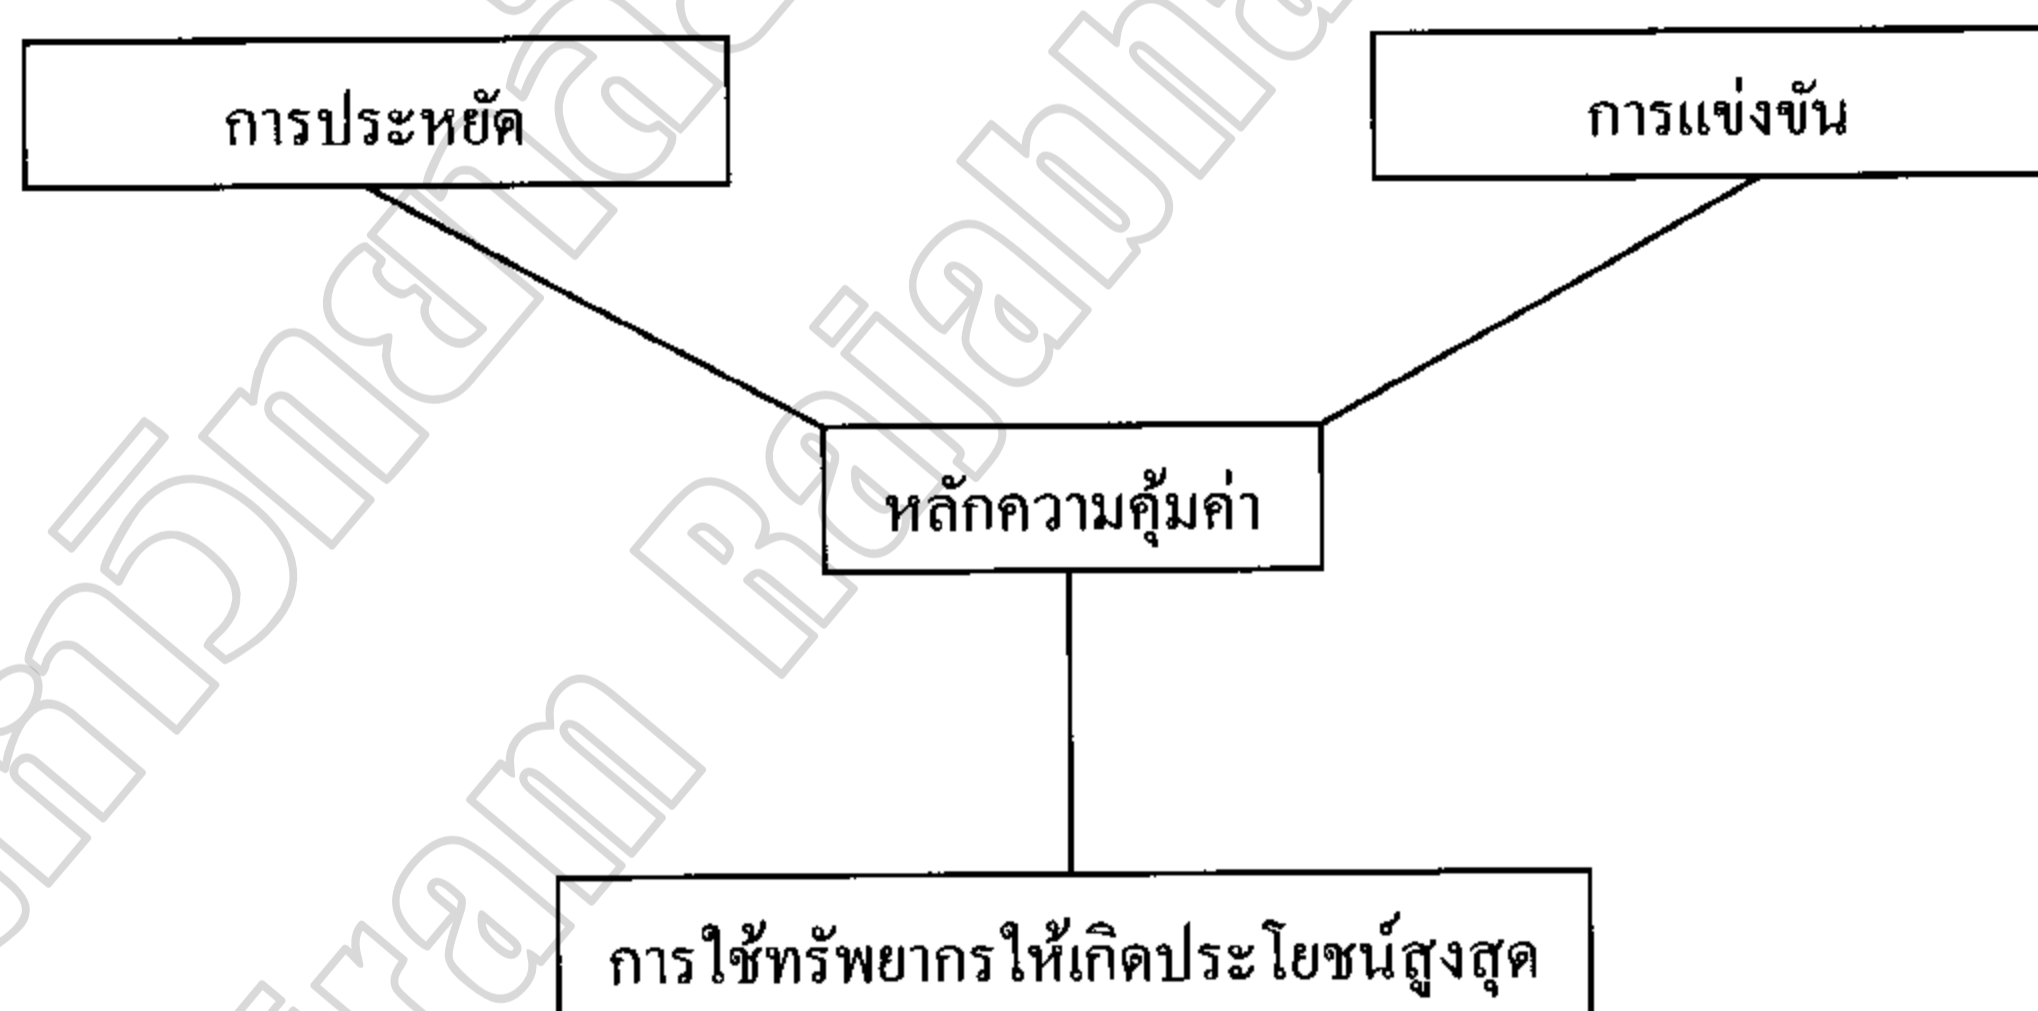 การประหยัด
การแข่งขัน
หลักความคุ้มค่า
การใช้ทรัพยากรให้เกิดประโยชน์สูงสุด
Rajabha
ram